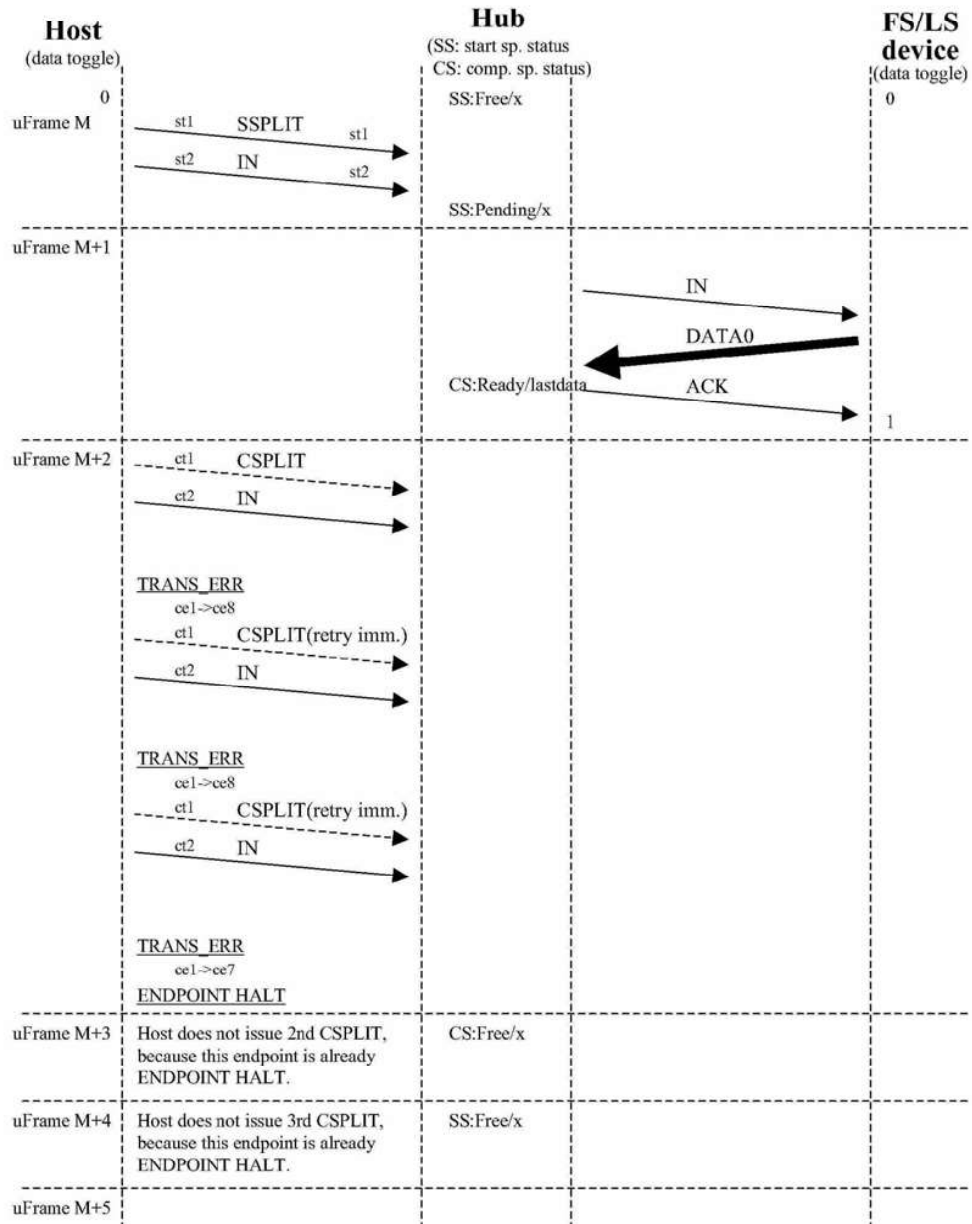 Host
(data toggle)
Hub
(SS: start sp. status
CS: comp. sp. status)
FS/LS
device
(data toggle)
0
SS:Free/x
0
uFrame M
st1 SSPLIT st1
st2 IN st2
SS:Pending/x
uFrame M+1
IN
DATA0
CS:Ready/lastdata
ACK
1
uFrame M+2
ct1 CSPLIT
ct2 IN
TRANS_ERR
ce1->ce8
ct1 CSPLIT(retry imm.)
ct2 IN
TRANS_ERR
ce1->ce8
ct1 CSPLIT(retry imm.)
ct2 IN
TRANS_ERR
ce1->ce7
ENDPOINT HALT
uFrame M+3
Host does not issue 2nd CSPLIT,
because this endpoint is already
ENDPOINT HALT.
CS:Free/x
uFrame M+4
Host does not issue 3rd CSPLIT,
because this endpoint is already
ENDPOINT HALT.
SS:Free/x
uFrame M+5